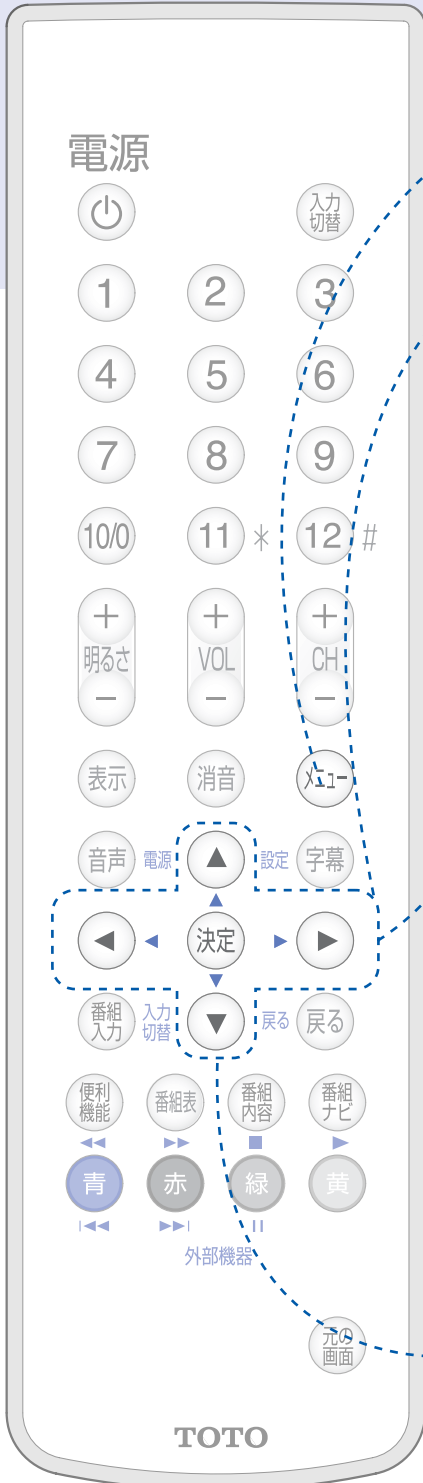 電源
入力
切替
1 2 3
4 5 6
7 8 9
10/0 11 * 12 #
+ + +
明るさ VOL CH
− − −
表示 消音 メニュー
音声 電源 ▲ 設定 字幕
▲
◀ ◀ 決定 ▶ ▶
▼
番組
入力
入力
切替
▼ 戻る 戻る
便利
機能
番組表
番組
内容
番組
ナビ
◀◀ ▶▶ ■ ▶
青 赤 緑 黄
|◀◀ ▶▶| II
外部機器
元の
画面
TOTO